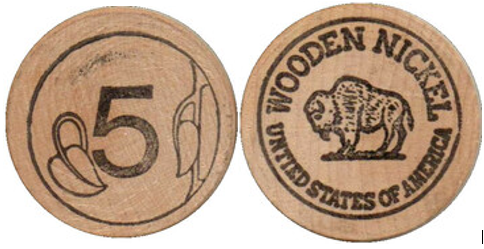 5
WOODEN NICKEL
UNITED STATES OF AMERICA